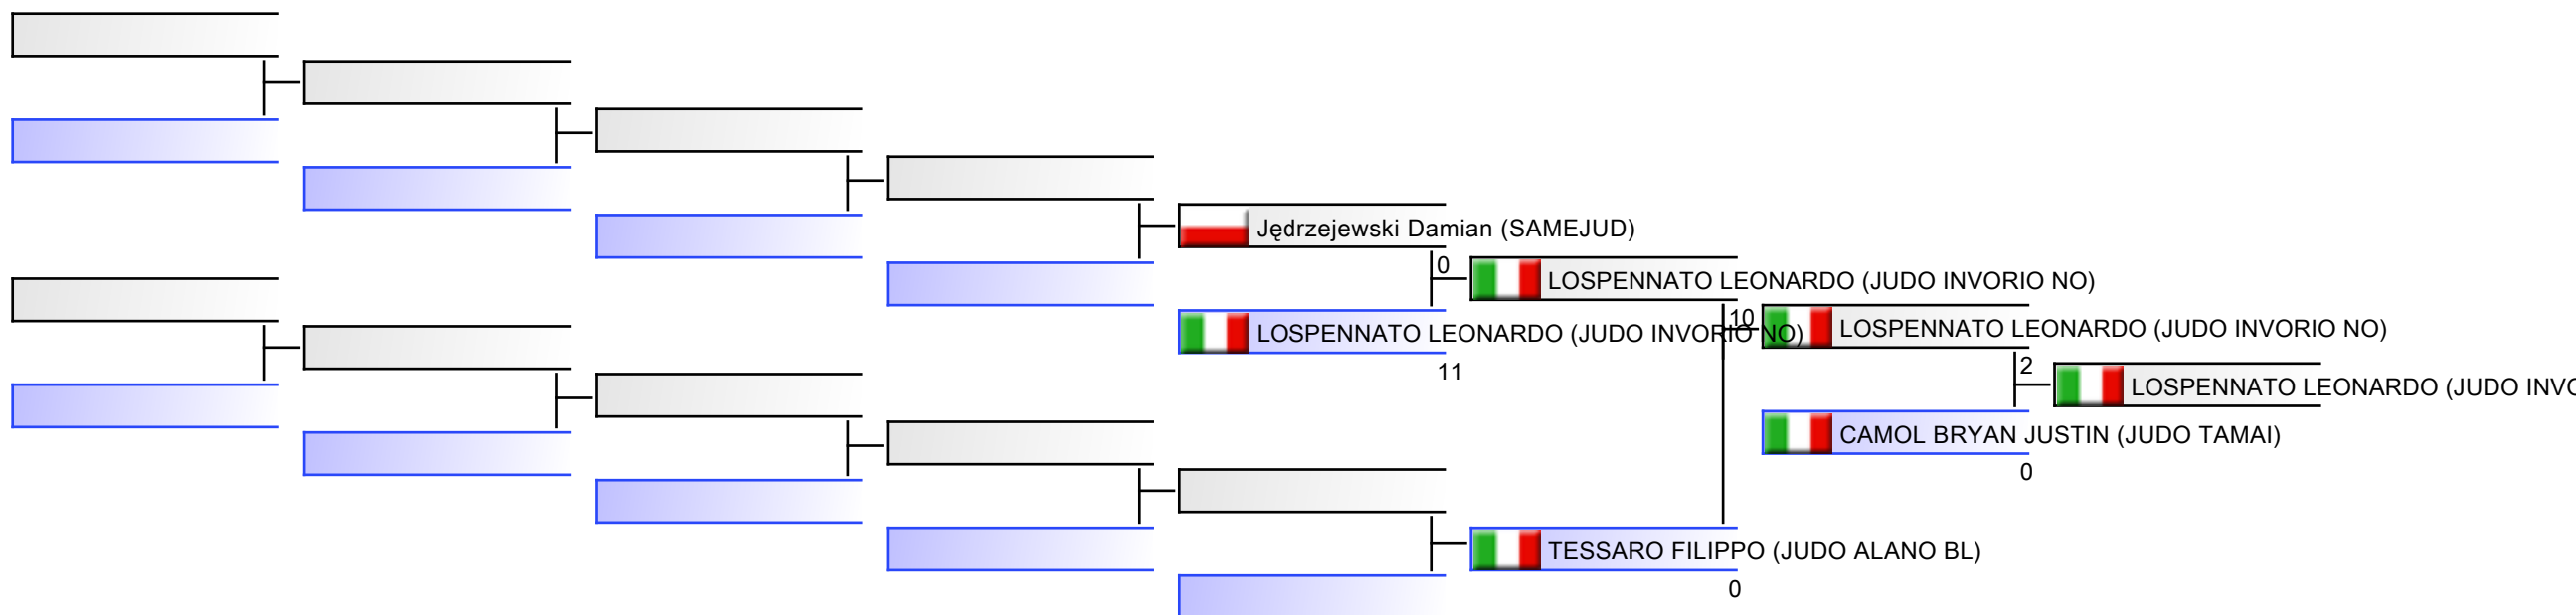 Jędrzejewski Damian (SAMEJUD)
0
LOSPENNATO LEONARDO (JUDO INVORIO NO)
LOSPENNATO LEONARDO (JUDO INVORIO NO)
11
10
LOSPENNATO LEONARDO (JUDO INVORIO NO)
2
LOSPENNATO LEONARDO (JUDO INVO
CAMOL BRYAN JUSTIN (JUDO TAMAI)
0
TESSARO FILIPPO (JUDO ALANO BL)
0